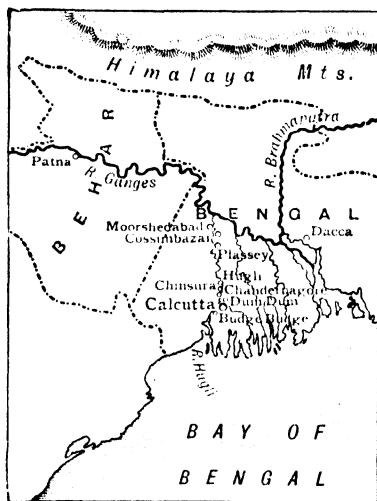 Himalaya Mts.
BEHAR
R. Brahmaputra
Patna
R. Ganges
BENGAL
Moorshedabad
Cossimbazar
Dacca
Plassey
Hugli
Chinsura
Chandernagor
Calcutta
Dum Dum
Budge Budge
R. Hugli
BAY OF
BENGAL